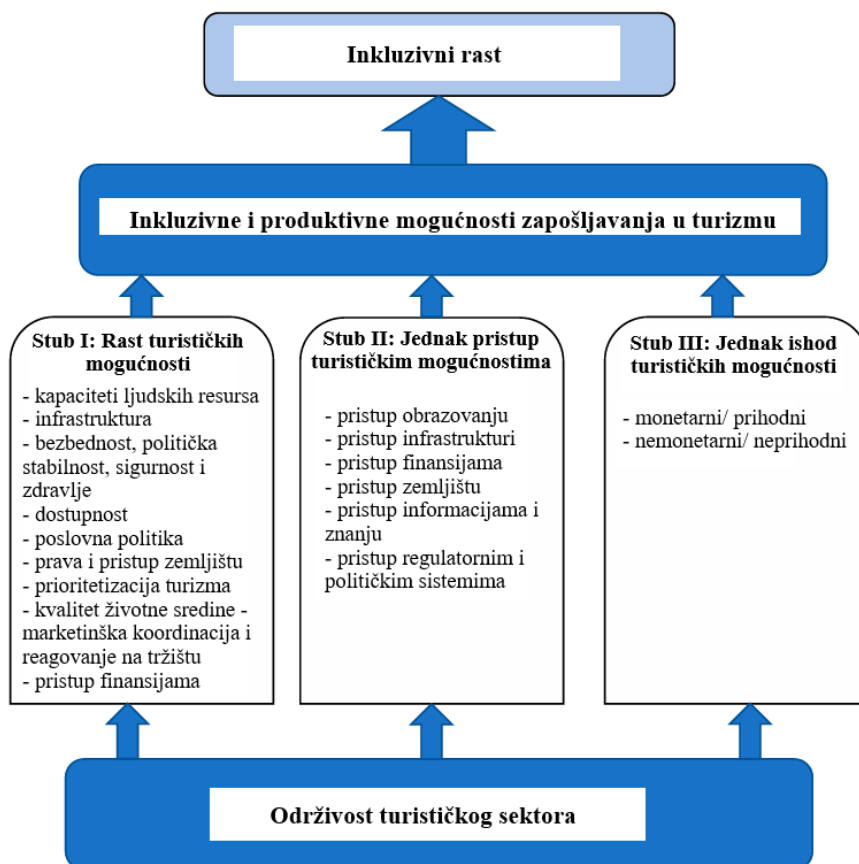 Inkluzivni rast
Inkluzivne i produktivne mogućnosti zapošljavanja u turizmu
Stub I: Rast turističkih
mogućnosti
- kapaciteti ljudskih resursa
- infrastruktura
- bezbednost, politička
stabilnost, sigurnost i
zdravlje
- dostupnost
- poslovna politika
- prava i pristup zemljištu
- prioritetizacija turizma
- kvalitet životne sredine -
marketinška koordinacija i
reagovanje na tržištu
- pristup finansijama
Stub II: Jednak pristup
turističkim mogućnostima
- pristup obrazovanju
- pristup infrastrukturi
- pristup finansijama
- pristup zemljištu
- pristup informacijama i
znanju
- pristup regulatornim i
političkim sistemima
Stub III: Jednak ishod
turističkih mogućnosti
- monetarni/ prihodni
- nemonetarni/ neprihodni
Održivost turističkog sektora